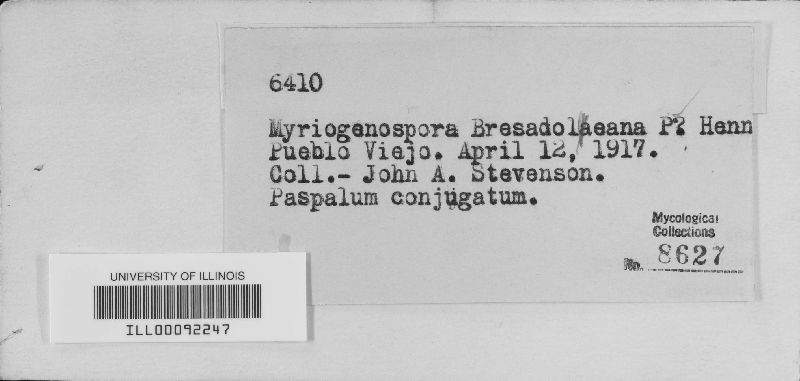 6410
Myriogenospora Bresadolaeana P? Henn
Pueblo Viejo. April 12, 1917.
Coll.- John A. Stevenson.
Paspalum conjugatum.
Mycological
Collections
No. 8627
UNIVERSITY OF ILLINOIS
ILL00092247